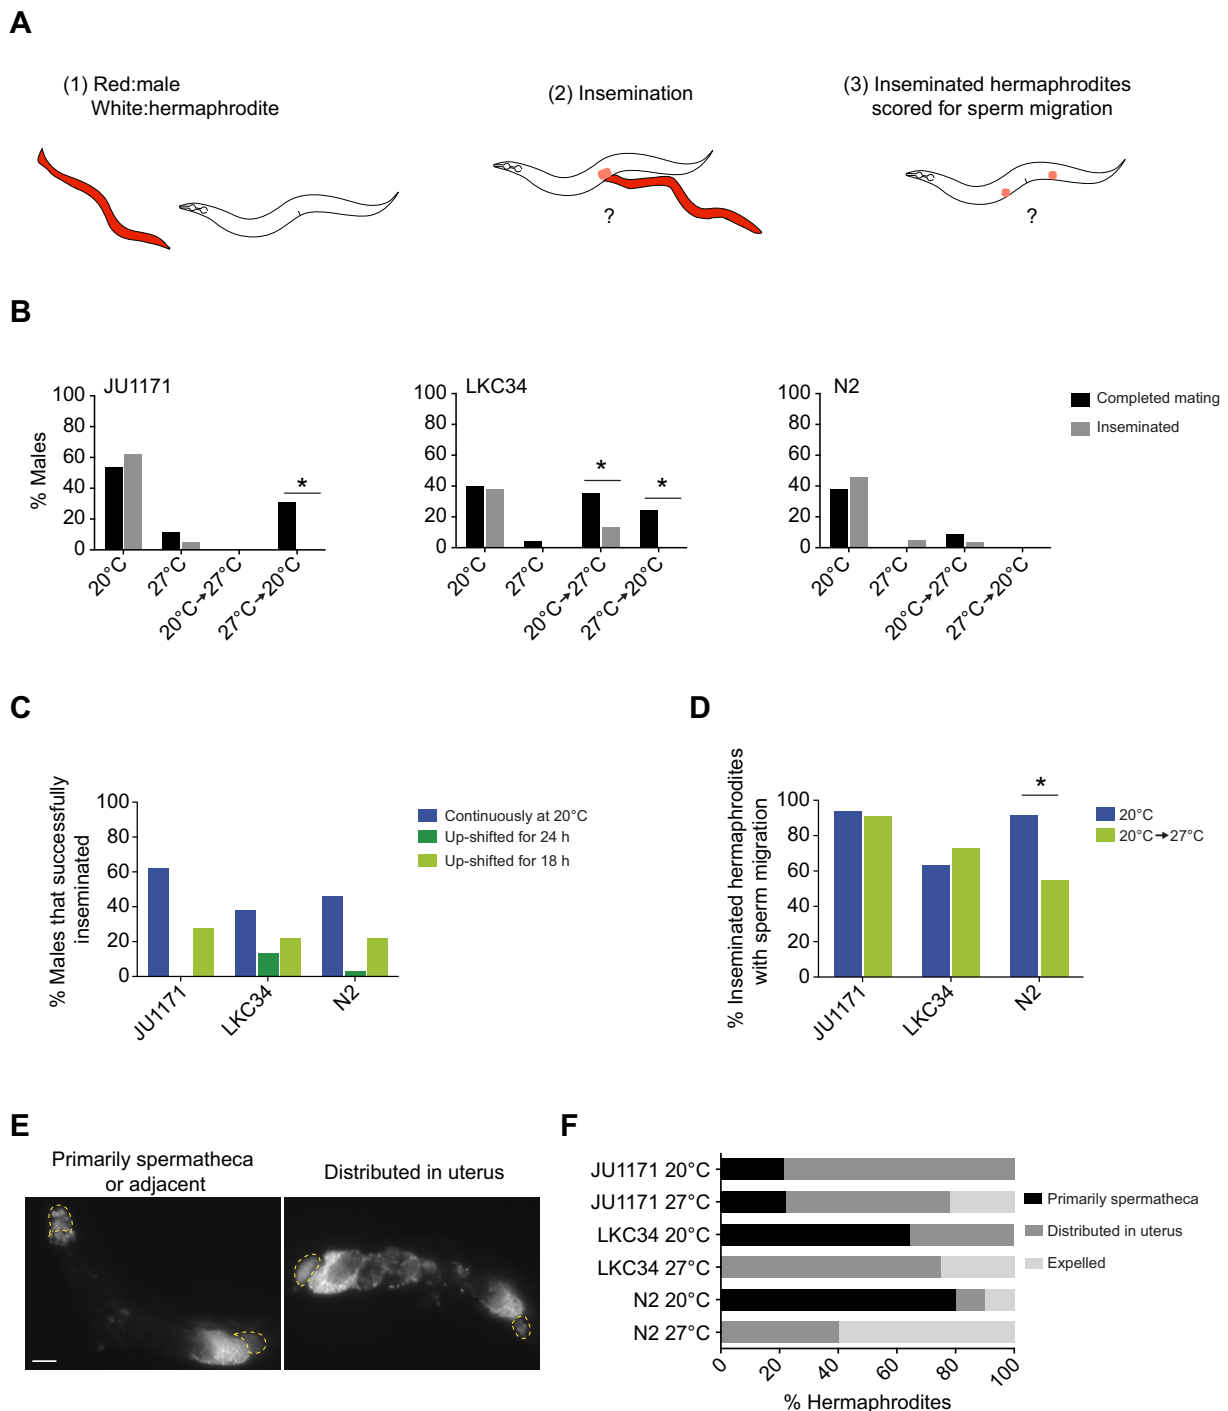 A
(1) Red:male
White:hermaphrodite
(2) Insemination
?
(3) Inseminated hermaphrodites
scored for sperm migration
?
B
JU1171
% Males
100
80
60
40
20
0
*
20°C
27°C
20°C→27°C
27°C→20°C
LKC34
100
80
60
40
20
0
*
*
20°C
27°C
20°C→27°C
27°C→20°C
N2
100
80
60
40
20
0
20°C
27°C
20°C→27°C
27°C→20°C
Completed mating
Inseminated
C
% Males that successfully
inseminated
100
80
60
40
20
0
JU1171
LKC34
N2
Continuously at 20°C
Up-shifted for 24 h
Up-shifted for 18 h
D
% Inseminated hermaphrodites
with sperm migration
100
80
60
40
20
0
*
JU1171
LKC34
N2
20°C
20°C→27°C
E
Primarily spermatheca
or adjacent
Distributed in uterus
F
JU1171 20°C
JU1171 27°C
LKC34 20°C
LKC34 27°C
N2 20°C
N2 27°C
0
20
40
60
80
100
% Hermaphrodites
Primarily spermatheca
Distributed in uterus
Expelled